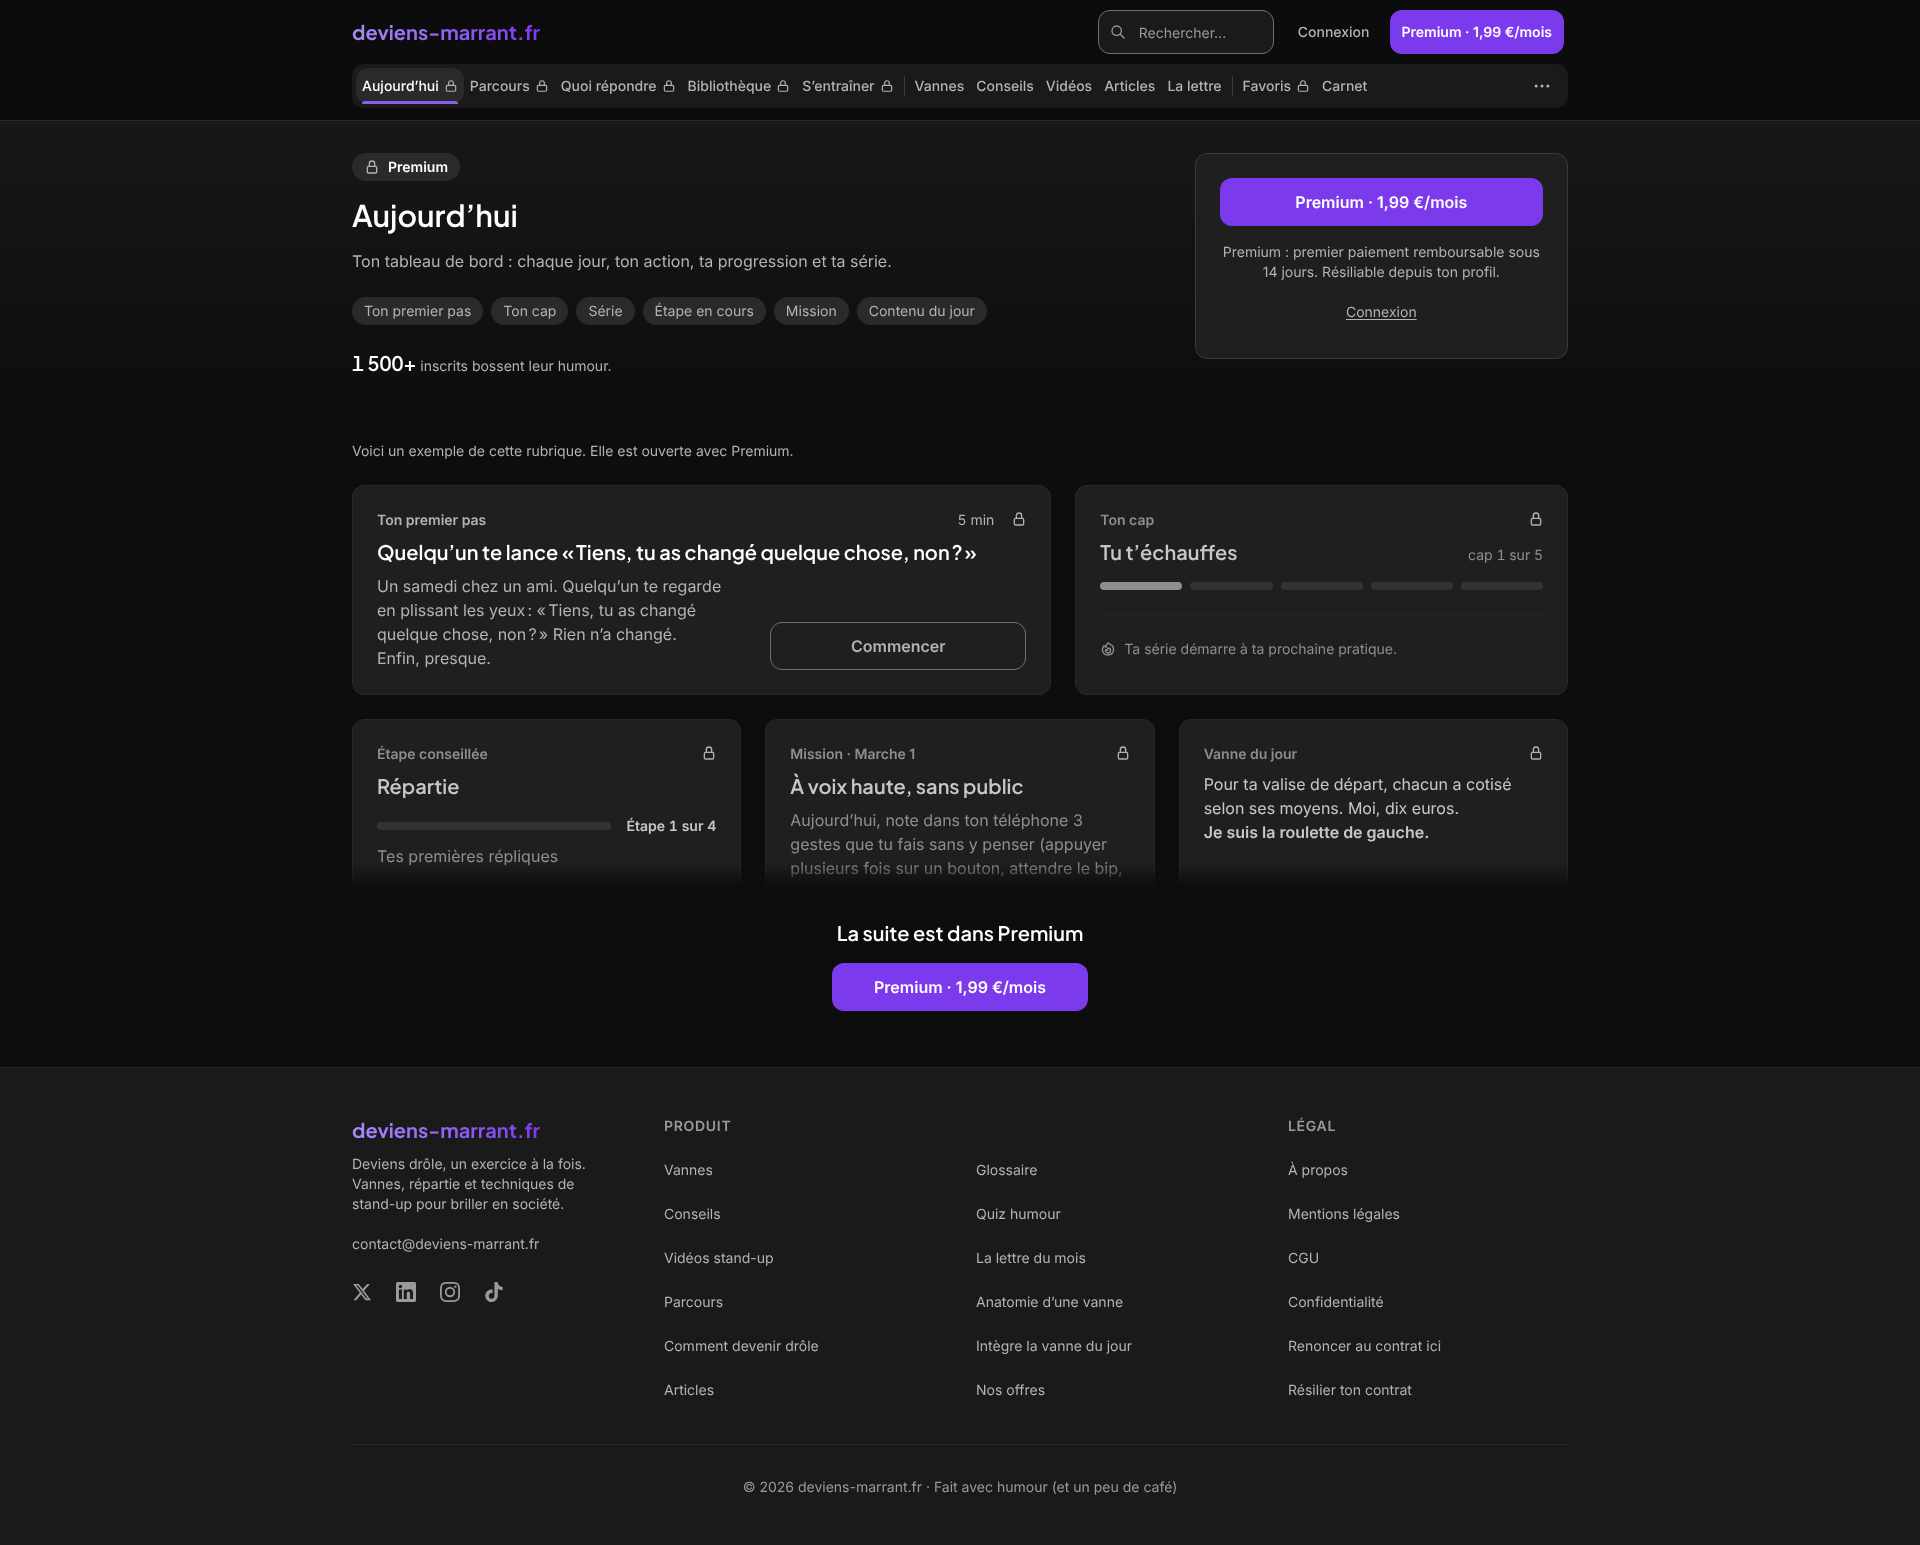 deviens-marrant.fr
Rechercher...
Connexion
Premium · 1,99 €/mois
Aujourd’hui
Parcours
Quoi répondre
Bibliothèque
S’entraîner
Vannes
Conseils
Vidéos
Articles
La lettre
Favoris
Carnet
Premium
Aujourd’hui
Ton tableau de bord : chaque jour, ton action, ta progression et ta série.
Ton premier pas
Ton cap
Série
Étape en cours
Mission
Contenu du jour
1 500+ inscrits bossent leur humour.
Premium · 1,99 €/mois
Premium : premier paiement remboursable sous
14 jours. Résiliable depuis ton profil.
Connexion
Voici un exemple de cette rubrique. Elle est ouverte avec Premium.
Ton premier pas
5 min
Quelqu’un te lance « Tiens, tu as changé quelque chose, non ? »
Un samedi chez un ami. Quelqu’un te regarde
en plissant les yeux : « Tiens, tu as changé
quelque chose, non ? » Rien n’a changé.
Enfin, presque.
Commencer
Ton cap
Tu t’échauffes
cap 1 sur 5
Ta série démarre à ta prochaine pratique.
Étape conseillée
Répartie
Étape 1 sur 4
Tes premières répliques
Mission · Marche 1
À voix haute, sans public
Aujourd’hui, note dans ton téléphone 3
gestes que tu fais sans y penser (appuyer
plusieurs fois sur un bouton, attendre le bip,
Vanne du jour
Pour ta valise de départ, chacun a cotisé
selon ses moyens. Moi, dix euros.
Je suis la roulette de gauche.
La suite est dans Premium
Premium · 1,99 €/mois
deviens-marrant.fr
Deviens drôle, un exercice à la fois.
Vannes, répartie et techniques de
stand-up pour briller en société.
contact@deviens-marrant.fr
PRODUIT
Vannes
Conseils
Vidéos stand-up
Parcours
Comment devenir drôle
Articles
Glossaire
Quiz humour
La lettre du mois
Anatomie d’une vanne
Intègre la vanne du jour
Nos offres
LÉGAL
À propos
Mentions légales
CGU
Confidentialité
Renoncer au contrat ici
Résilier ton contrat
© 2026 deviens-marrant.fr · Fait avec humour (et un peu de café)